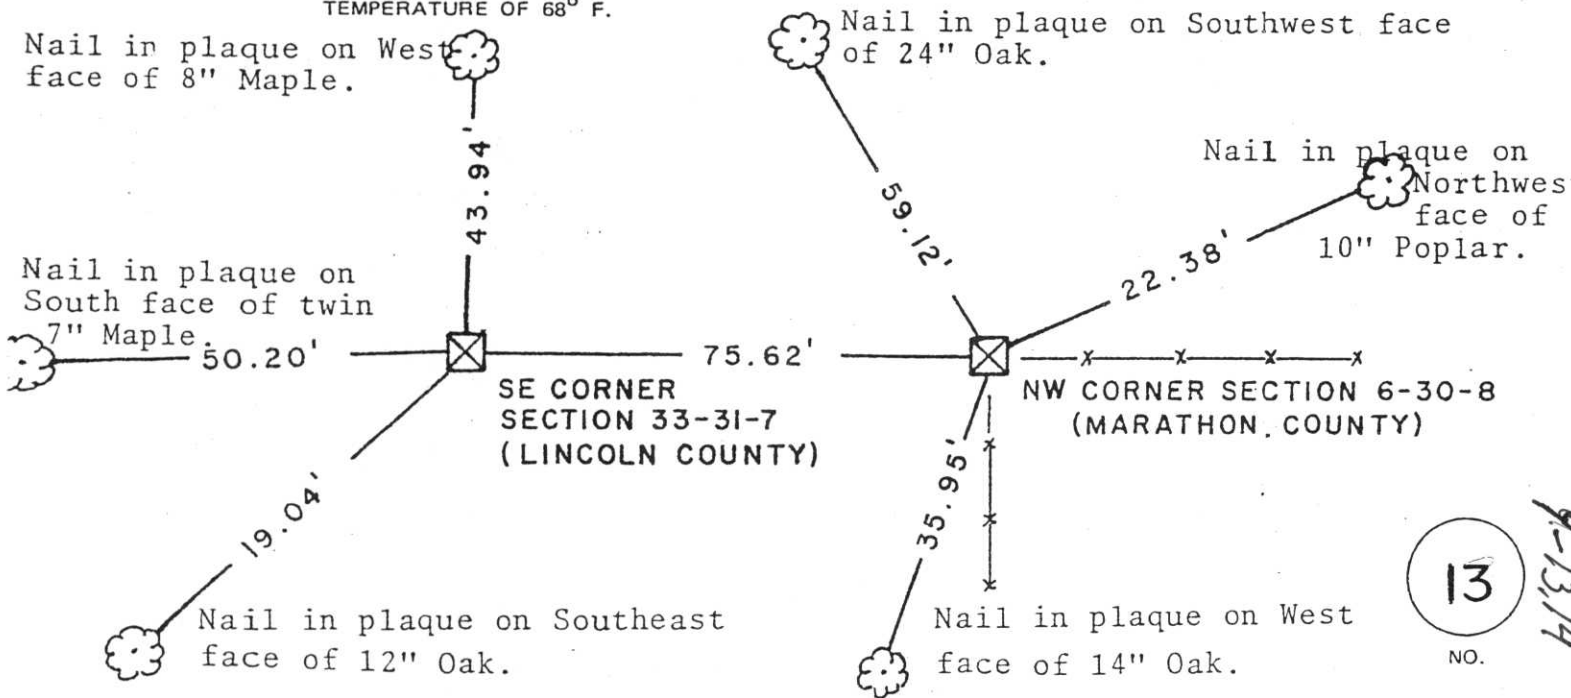 TEMPERATURE OF 68° F.
Nail in plaque on West
face of 8" Maple.
43.94'
Nail in plaque on Southwest face
of 24" Oak.
59.12'
Nail in plaque on
Northwes
face of
10" Poplar.
22.38'
Nail in plaque on
South face of twin
7" Maple.
50.20'
75.62'
SE CORNER
SECTION 33-31-7
(LINCOLN COUNTY)
NW CORNER SECTION 6-30-8
(MARATHON COUNTY)
19.04'
35.95'
Nail in plaque on Southeast
face of 12" Oak.
Nail in plaque on West
face of 14" Oak.
13
NO.